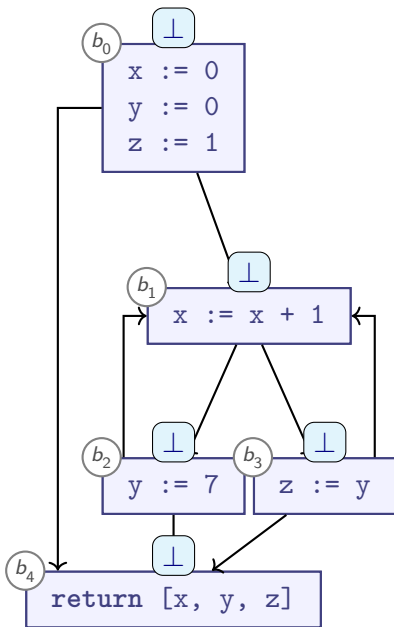 ⊥
b0
x := 0
y := 0
z := 1
⊥
b1
x := x + 1
⊥
b2
y := 7
⊥
b3
z := y
⊥
b4
return [x, y, z]